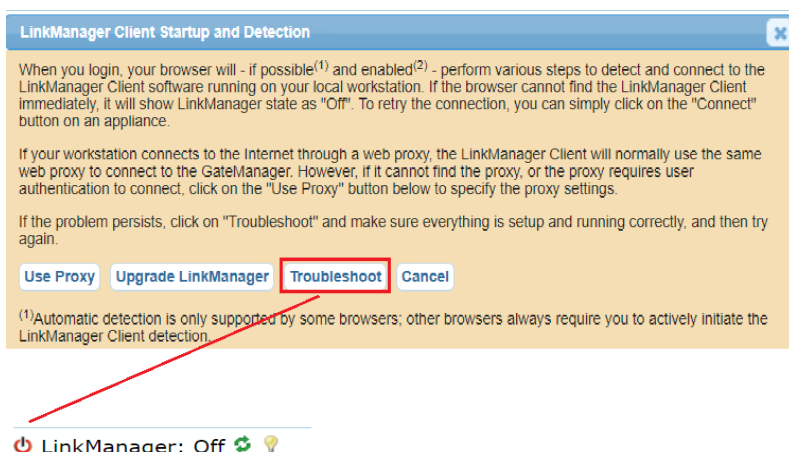 LinkManager Client Startup and Detection
When you login, your browser will - if possible(1) and enabled(2) - perform various steps to detect and connect to the
LinkManager Client software running on your local workstation. If the browser cannot find the LinkManager Client
immediately, it will show LinkManager state as "Off". To retry the connection, you can simply click on the "Connect"
button on an appliance.
If your workstation connects to the Internet through a web proxy, the LinkManager Client will normally use the same
web proxy to connect to the GateManager. However, if it cannot find the proxy, or the proxy requires user
authentication to connect, click on the "Use Proxy" button below to specify the proxy settings.
If the problem persists, click on "Troubleshoot" and make sure everything is setup and running correctly, and then try
again.
Use Proxy Upgrade LinkManager Troubleshoot Cancel
(1)Automatic detection is only supported by some browsers; other browsers always require you to actively initiate the
LinkManager Client detection.
LinkManager: Off